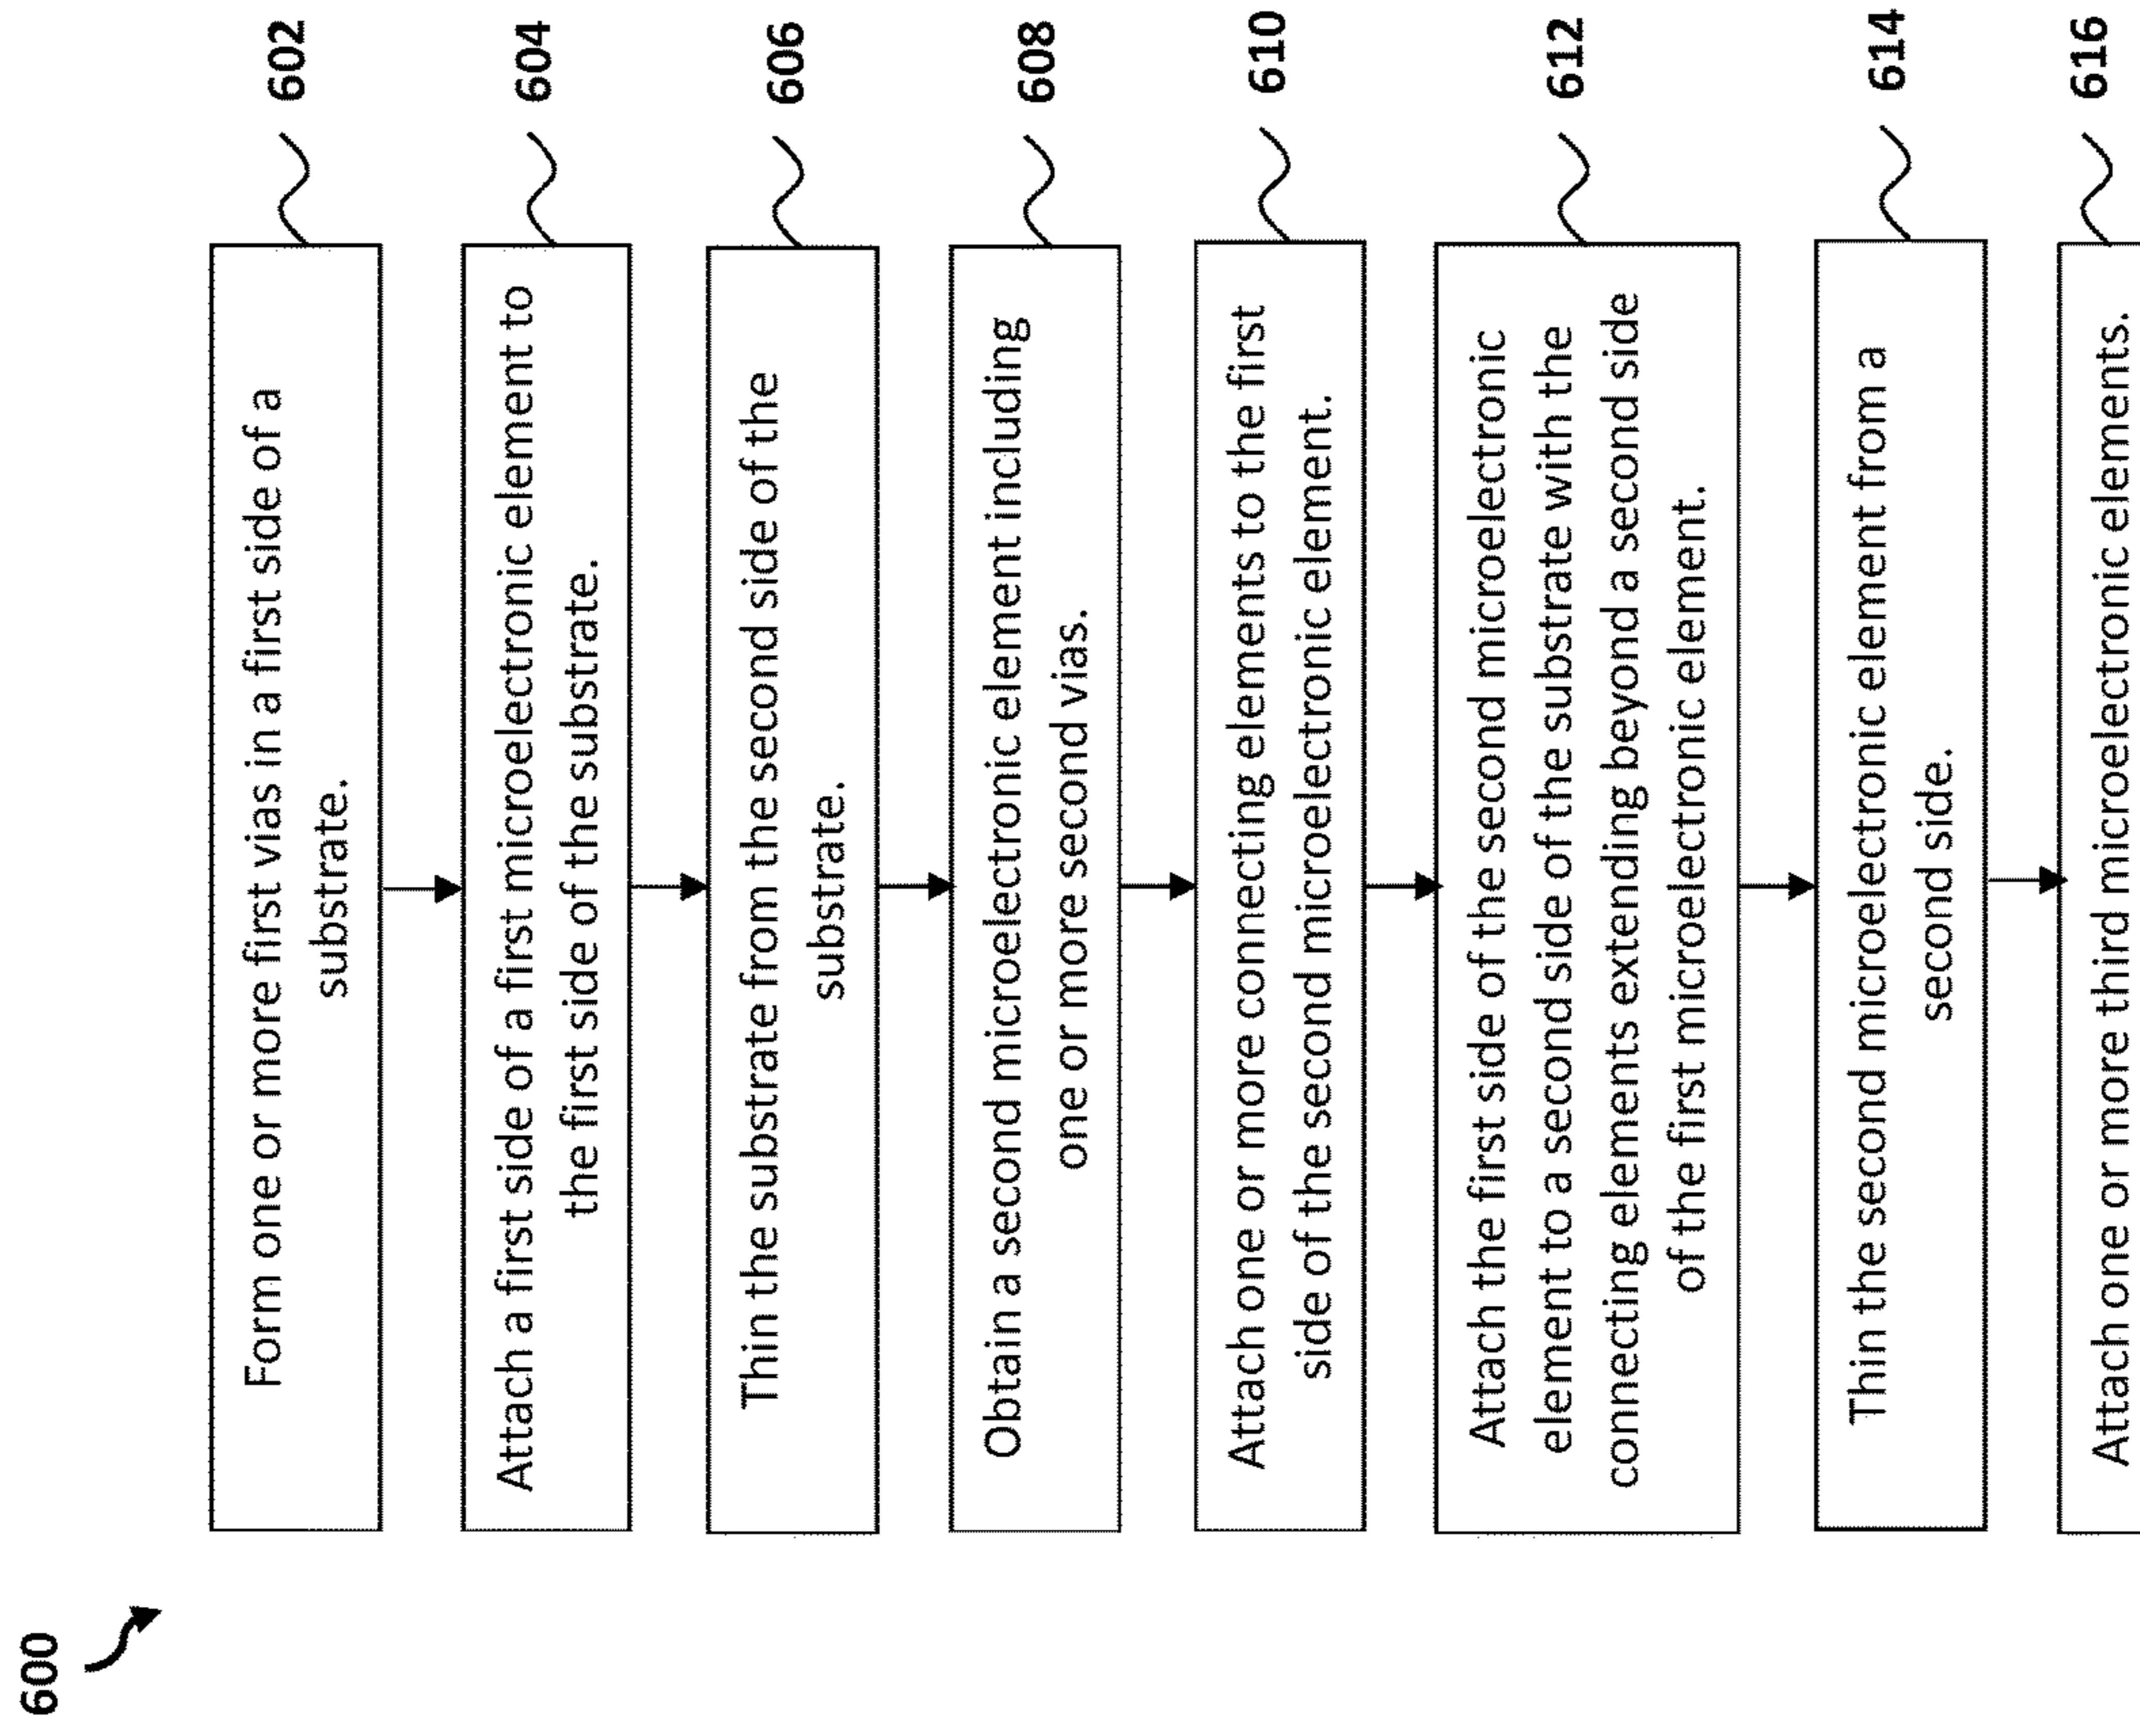 600
Form one or more first vias in a first side of a
substrate.
602
Attach a first side of a first microelectronic element to
the first side of the substrate.
604
Thin the substrate from the second side of the
substrate.
606
Obtain a second microelectronic element including
one or more second vias.
608
Attach one or more connecting elements to the first
side of the second microelectronic element.
610
Attach the first side of the second microelectronic
element to a second side of the substrate with the
connecting elements extending beyond a second side
of the first microelectronic element.
612
Thin the second microelectronic element from a
second side.
614
Attach one or more third microelectronic elements.
616